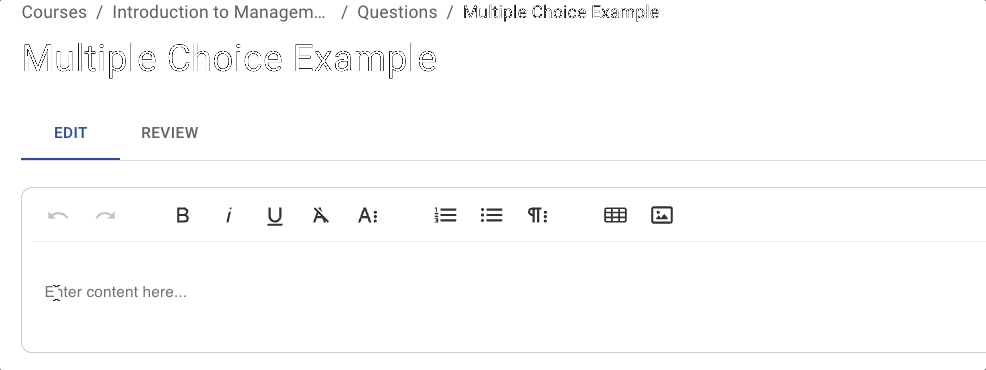 Courses / Introduction to Managem... / Questions / Multiple Choice Example
Multiple Choice Example
EDIT REVIEW
Enter content here...